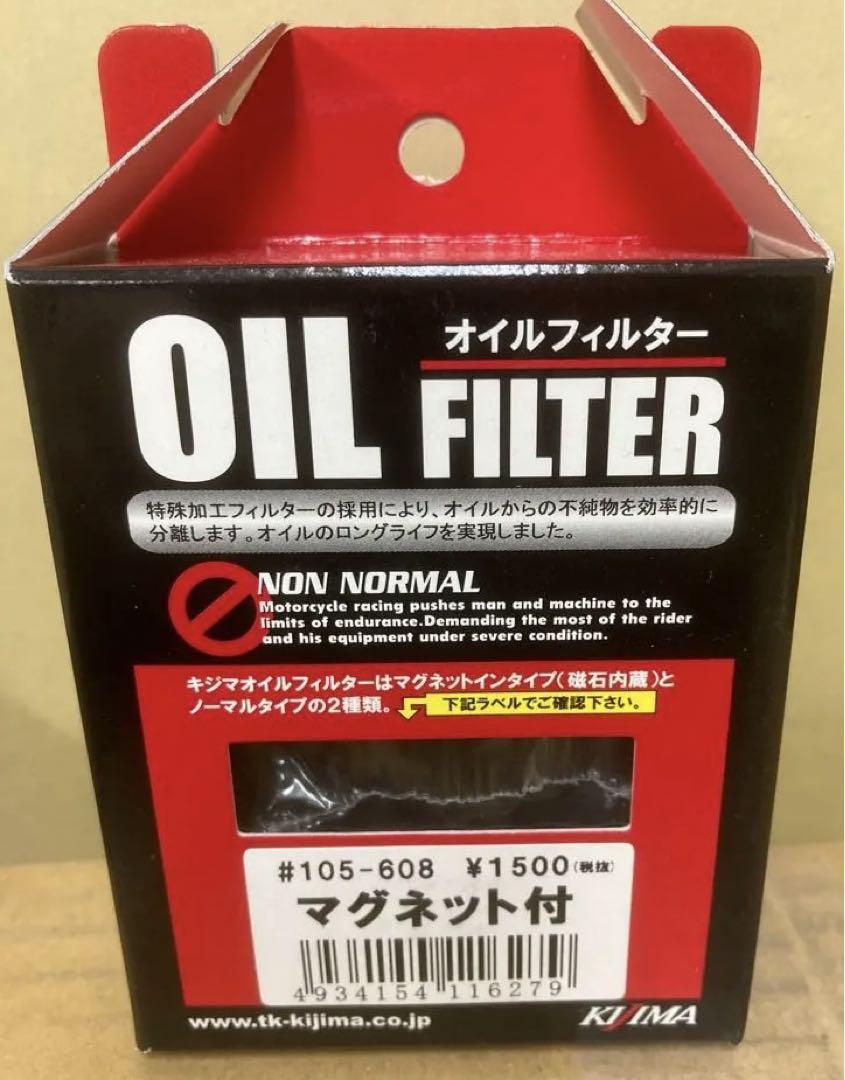 オイルフィルター
OIL FILTER
特殊加工フィルターの採用により、オイルからの不純物を効率的に
分離します。オイルのロングライフを実現しました。
NON NORMAL
Motorcycle racing pushes man and machine to the
limits of endurance.Demanding the most of the rider
and his equipment under severe condition.
キジマオイルフィルターはマグネットインタイプ(磁石内蔵)と
ノーマルタイプの2種類。 下記ラベルでご確認下さい。
#105-608 ¥1500(税抜)
マグネット付
4934154 116279
www.tk-kijima.co.jp KIJIMA